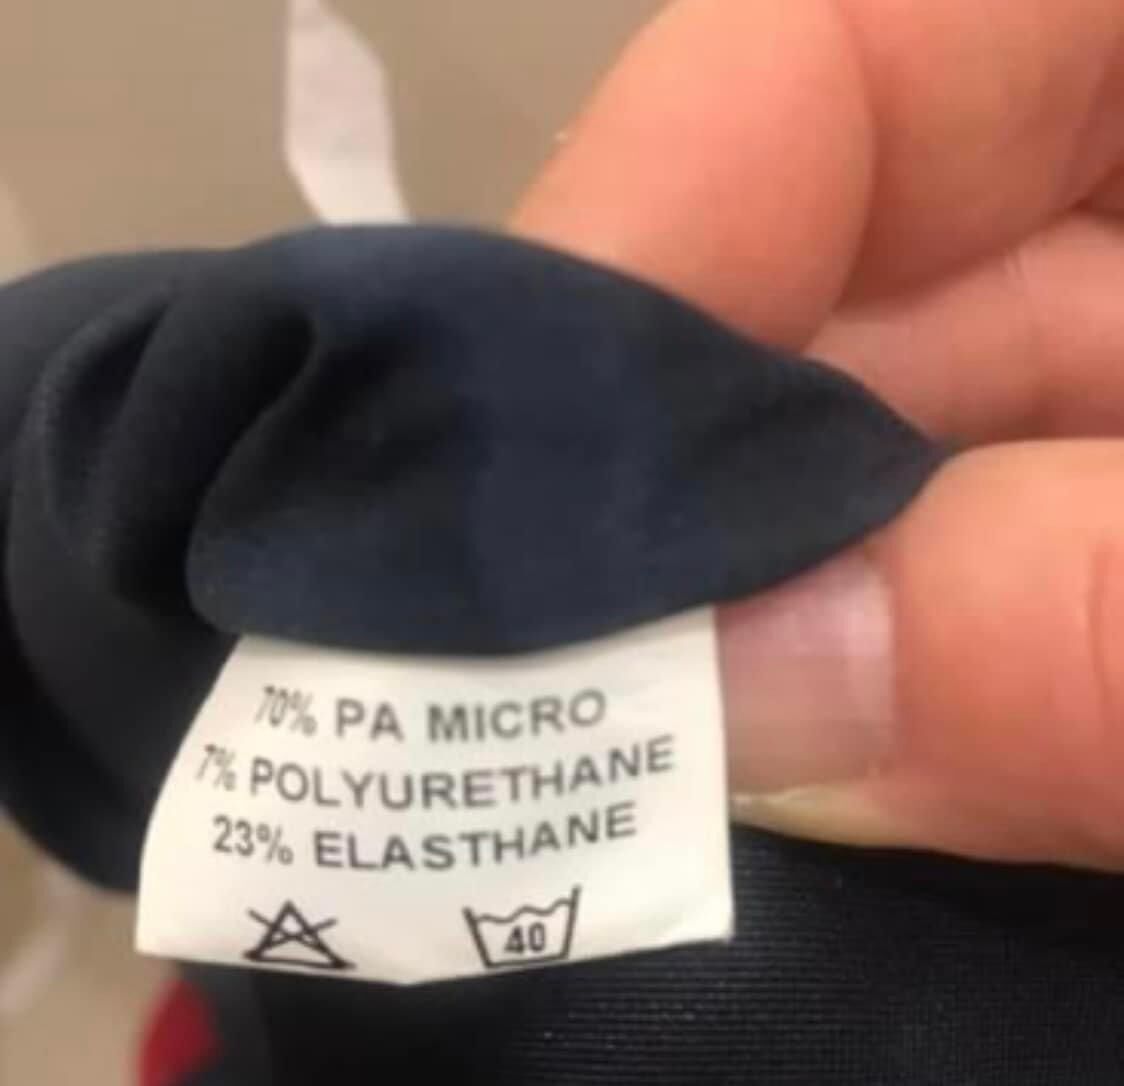 70% PA MICRO
7% POLYURETHANE
23% ELASTHANE
40